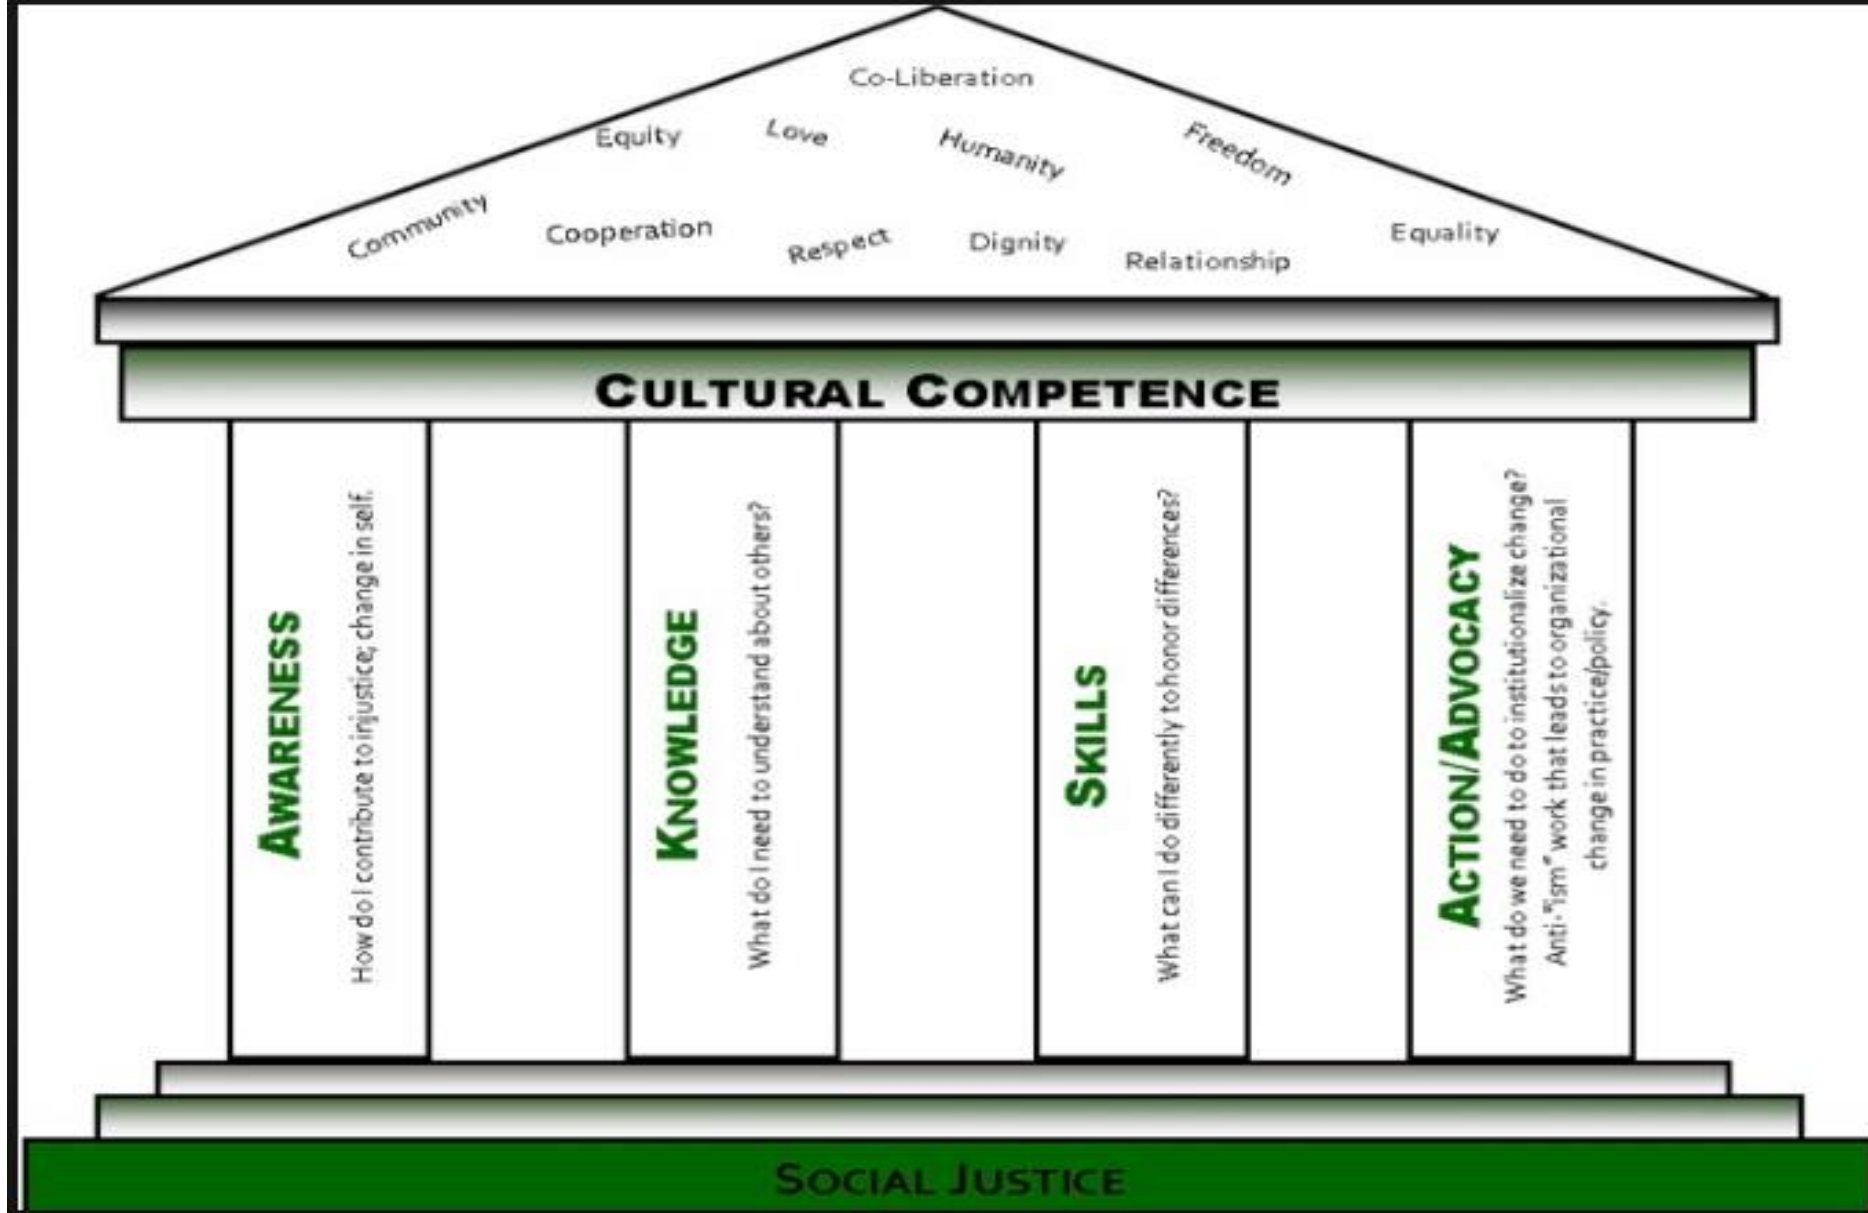 Co-Liberation
Equity Love Humanity Freedom
Community Cooperation Respect Dignity Relationship Equality
CULTURAL COMPETENCE
AWARENESS
How do I contribute to injustice; change in self.
KNOWLEDGE
What do I need to understand about others?
SKILLS
What can I do differently to honor differences?
ACTION/ADVOCACY
What do we need to do to institutionalize change?
Anti-"ism" work that leads to organizational
change in practice/policy.
SOCIAL JUSTICE